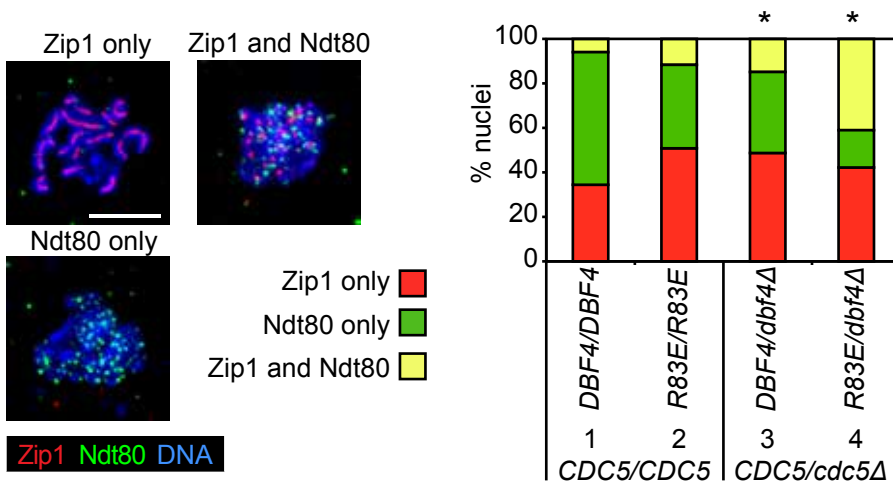 Zip1 only
Zip1 and Ndt80
Ndt80 only
Zip1 Ndt80 DNA
Zip1 only
Ndt80 only
Zip1 and Ndt80
* *
100
80
60
40
20
0
% nuclei
DBF4/DBF4
R83E/R83E
DBF4/dbf4Δ
R83E/dbf4Δ
1 2 3 4
CDC5/CDC5 CDC5/cdc5Δ